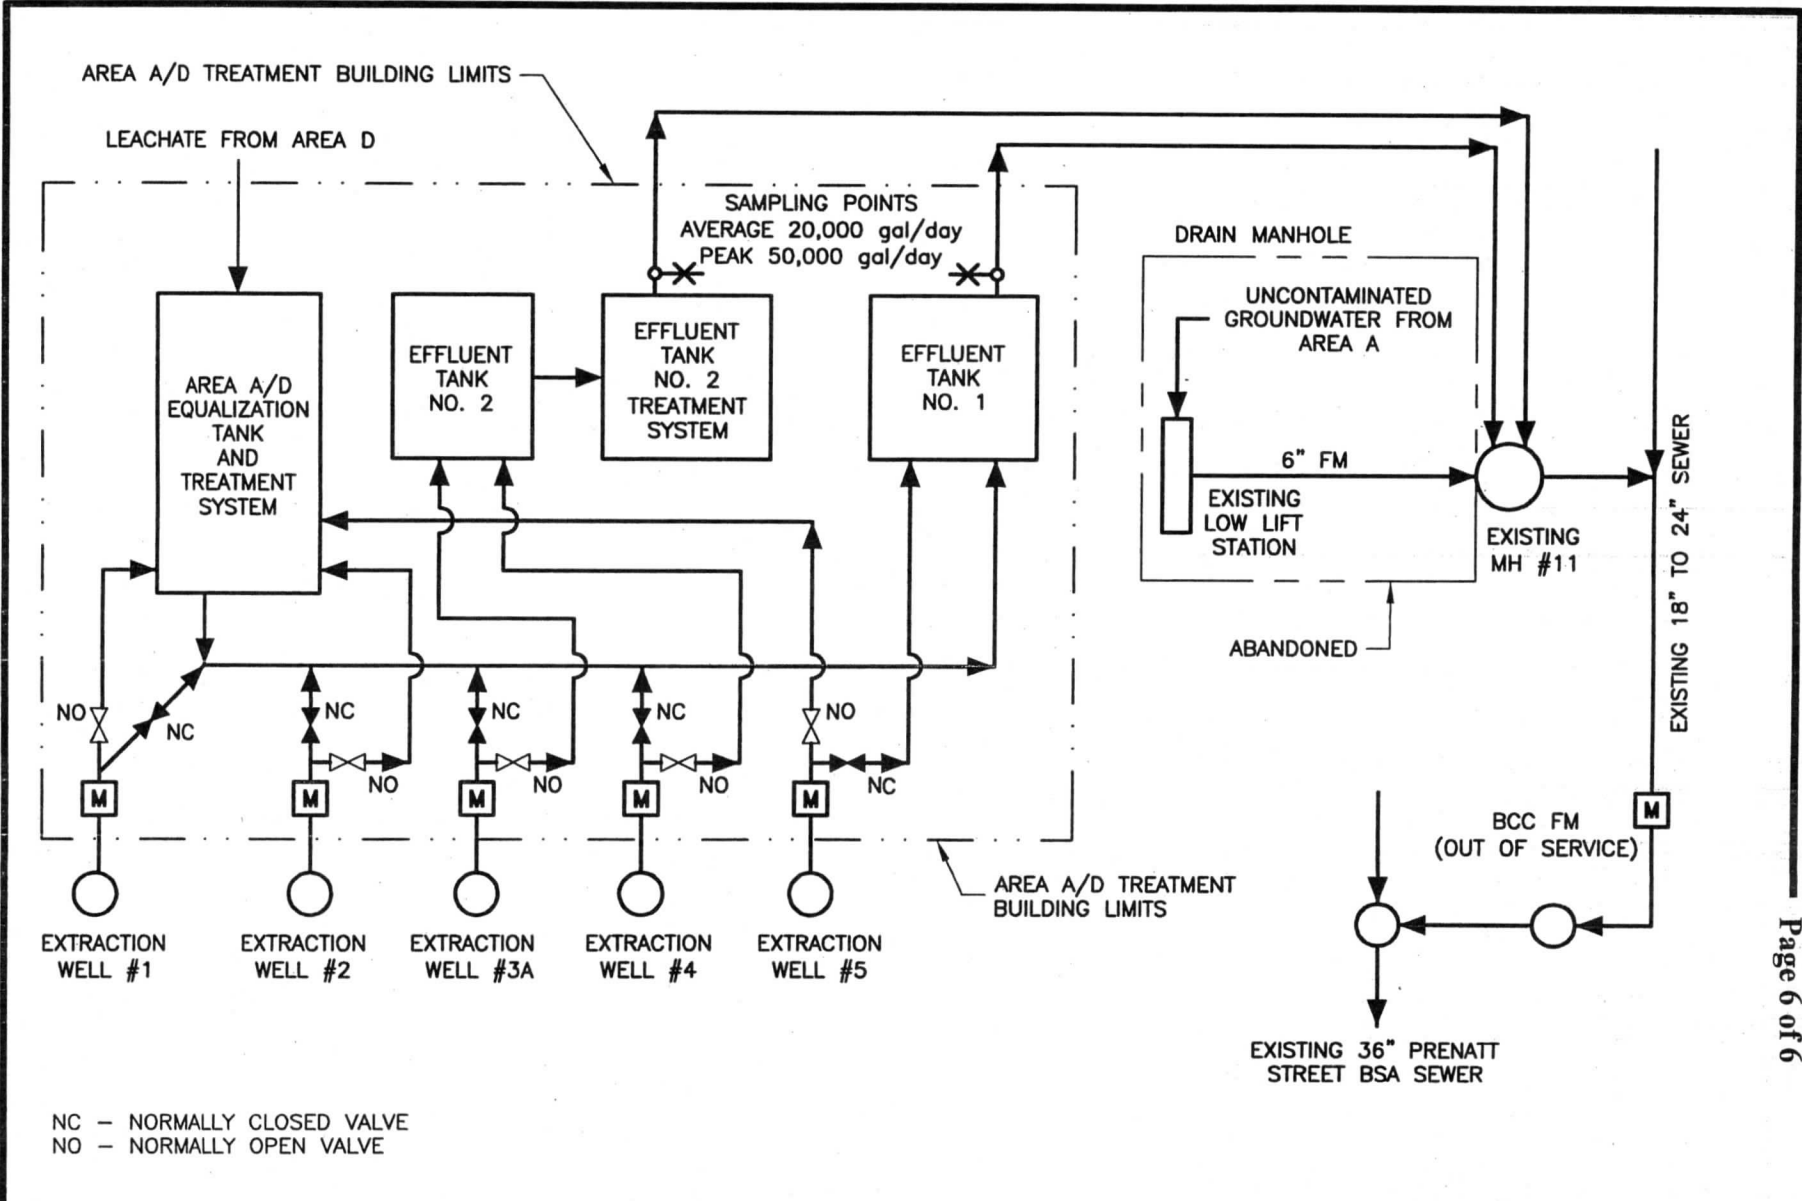 AREA A/D TREATMENT BUILDING LIMITS
LEACHATE FROM AREA D
SAMPLING POINTS
AVERAGE 20,000 gal/day
PEAK 50,000 gal/day
DRAIN MANHOLE
UNCONTAMINATED
GROUNDWATER FROM
AREA A
AREA A/D
EQUALIZATION
TANK
AND
TREATMENT
SYSTEM
EFFLUENT
TANK
NO. 2
EFFLUENT
TANK
NO. 2
TREATMENT
SYSTEM
EFFLUENT
TANK
NO. 1
6" FM
EXISTING
LOW LIFT
STATION
EXISTING
MH #11
EXISTING 18" TO 24" SEWER
ABANDONED
NO
NC
NC
NO
NC
NO
NC
NO
NO
NC
M
M
M
M
M
M
BCC FM
(OUT OF SERVICE)
AREA A/D TREATMENT
BUILDING LIMITS
EXTRACTION
WELL #1
EXTRACTION
WELL #2
EXTRACTION
WELL #3A
EXTRACTION
WELL #4
EXTRACTION
WELL #5
EXISTING 36" PRENATT
STREET BSA SEWER
NC – NORMALLY CLOSED VALVE
NO – NORMALLY OPEN VALVE
Page 6 of 6